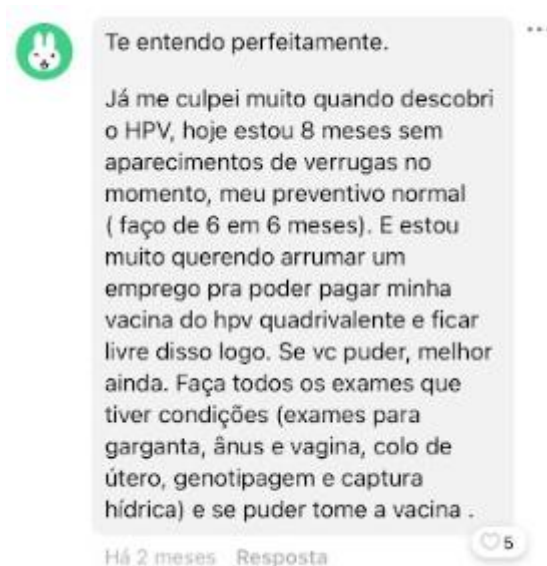 Te entendo perfeitamente.
Já me culpei muito quando descobri
o HPV, hoje estou 8 meses sem
aparecimentos de verrugas no
momento, meu preventivo normal
( faço de 6 em 6 meses). E estou
muito querendo arrumar um
emprego pra poder pagar minha
vacina do hpv quadrivalente e ficar
livre disso logo. Se vc puder, melhor
ainda. Faça todos os exames que
tiver condições (exames para
garganta, ânus e vagina, colo de
útero, genotipagem e captura
hídrica) e se puder tome a vacina .
5
Há 2 meses Resposta